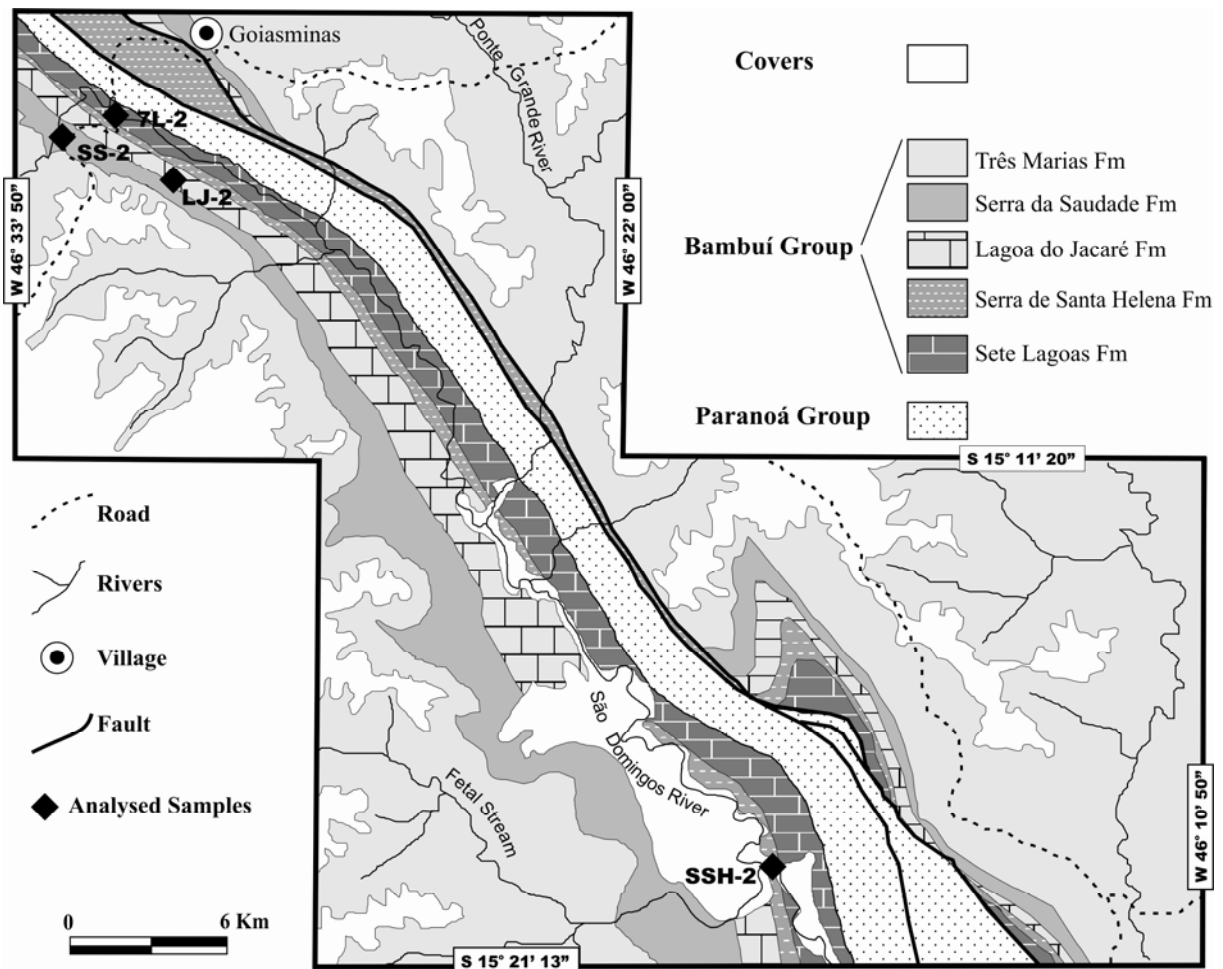 Goiasminas
Ponte Grande River
7L-2
SS-2
LJ-2
W 46° 33’ 50”
W 46° 22’ 00”
Covers
Três Marias Fm
Serra da Saudade Fm
Bambuí Group
Lagoa do Jacaré Fm
Serra de Santa Helena Fm
Sete Lagoas Fm
Paranoá Group
S 15° 11’ 20”
Road
Rivers
Village
Fault
Analysed Samples
0 6 Km
São Domingos River
Fetal Stream
SSH-2
W 46° 10’ 50”
S 15° 21’ 13”